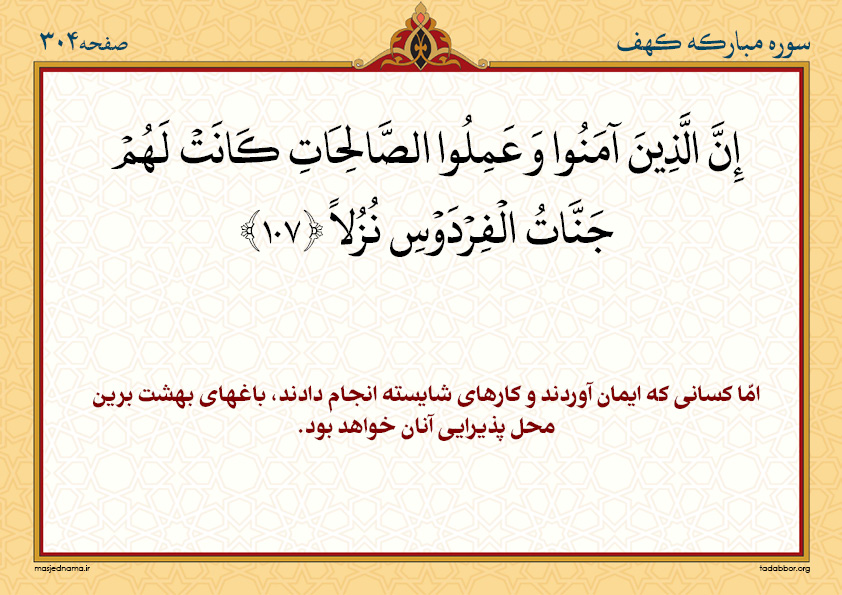 سوره مبارکه کهف
صفحه۳۰۴
إِنَّ الَّذِينَ آمَنُوا وَ عَمِلُوا الصَّالِحَاتِ كَانَتْ لَهُمْ
جَنَّاتُ الْفِرْدَوْسِ نُزُلاً ﴿۱۰۷﴾
امّا کسانی که ایمان آوردند و کارهای شایسته انجام دادند، باغهای بهشت برین
محل پذیرایی آنان خواهد بود.
masjednama.ir
tadabbor.org